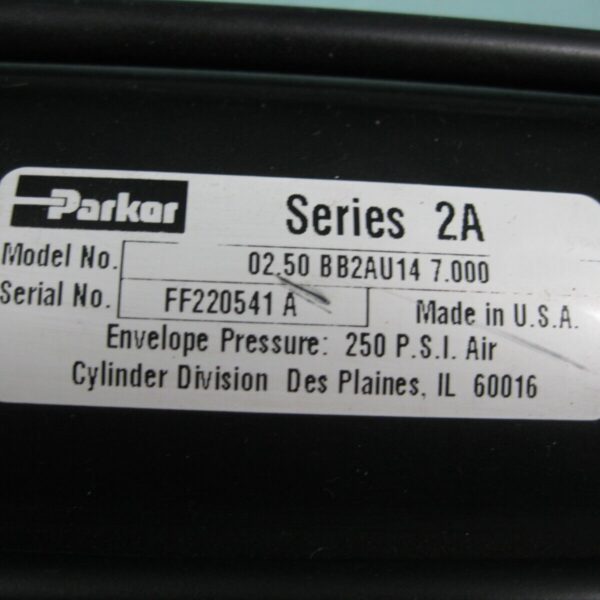 Parker
Series 2A
Model No. 02.50 BB2AU14 7.000
Serial No. FF220541 A Made in U.S.A.
Envelope Pressure: 250 P.S.I. Air
Cylinder Division Des Plaines, IL 60016